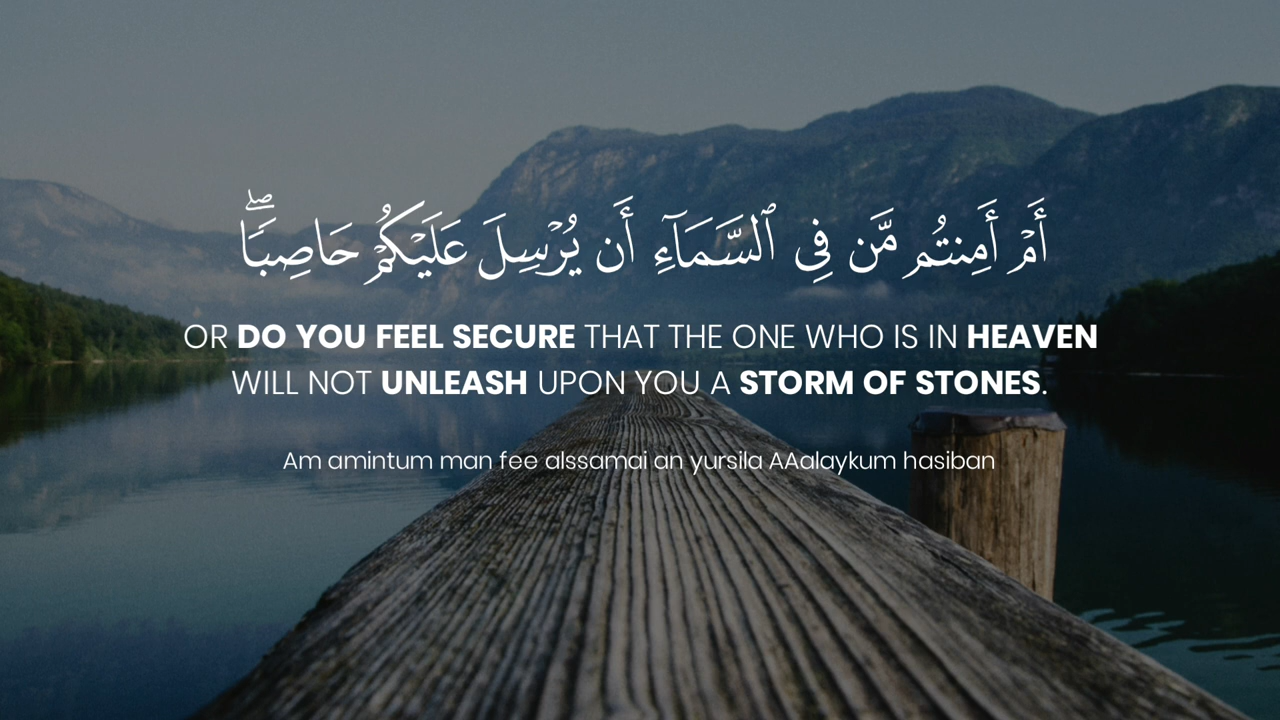 أَمْ أَمِنتُم مَّن فِى ٱلسَّمَآءِ أَن يُرْسِلَ عَلَيْكُمْ حَاصِبًا ۖ
OR DO YOU FEEL SECURE THAT THE ONE WHO IS IN HEAVEN
WILL NOT UNLEASH UPON YOU A STORM OF STONES.
Am amintum man fee alssamai an yursila AAalaykum hasiban